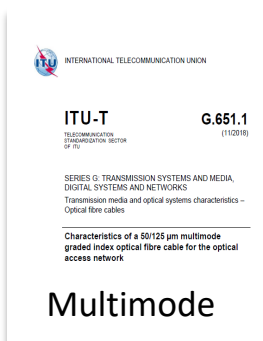 ITU
INTERNATIONAL TELECOMMUNICATION UNION
ITU-T
G.651.1
TELECOMMUNICATION
(11/2018)
STANDARDIZATION SECTOR
OF ITU
SERIES G: TRANSMISSION SYSTEMS AND MEDIA,
DIGITAL SYSTEMS AND NETWORKS
Transmission media and optical systems characteristics –
Optical fibre cables
Characteristics of a 50/125 µm multimode
graded index optical fibre cable for the optical
access network
Multimode